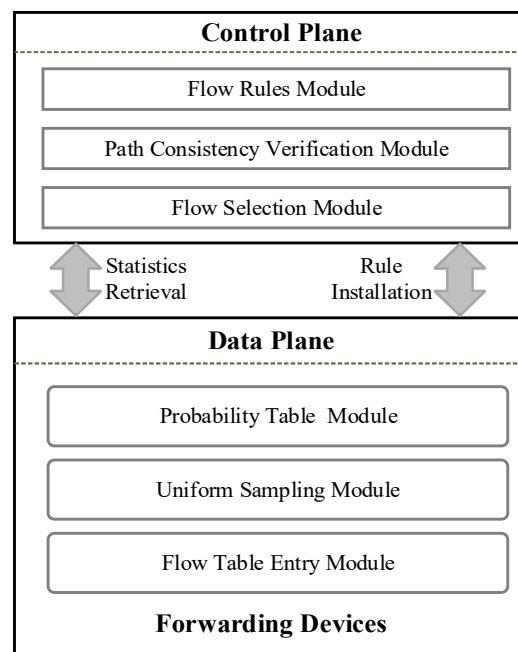 Control Plane
Flow Rules Module
Path Consistency Verification Module
Flow Selection Module
Statistics
Retrieval
Rule
Installation
Data Plane
Probability Table Module
Uniform Sampling Module
Flow Table Entry Module
Forwarding Devices